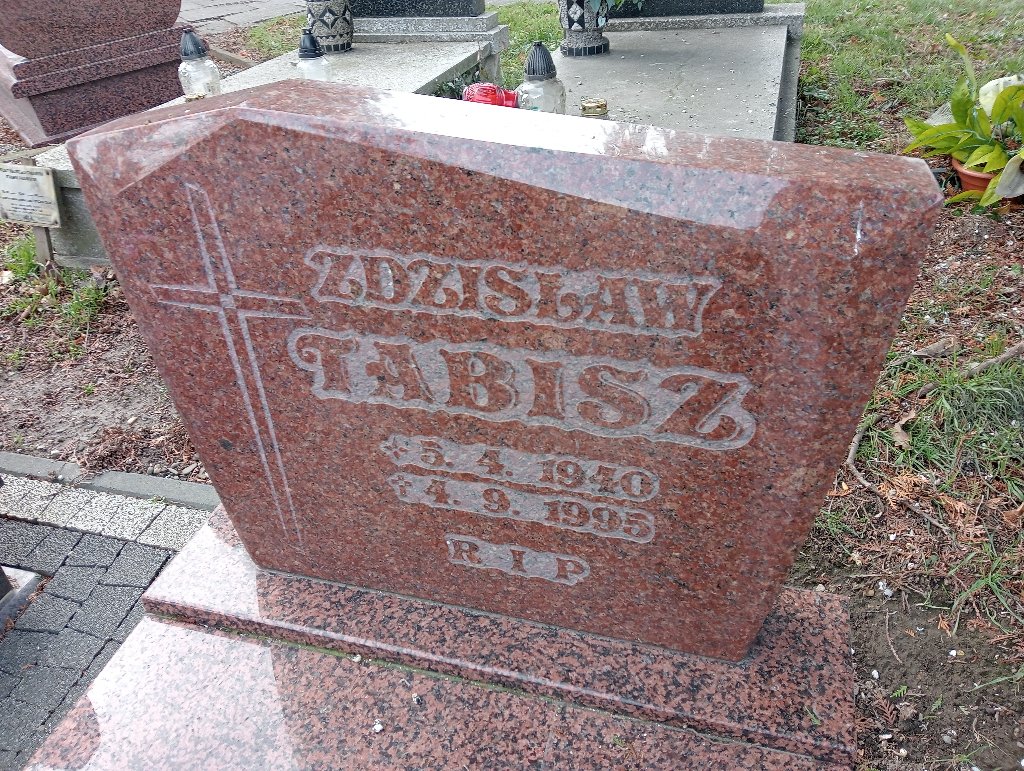 ZDZISŁAW
TABISZ
* 5. 4. 1940
† 4. 9. 1995
R I P